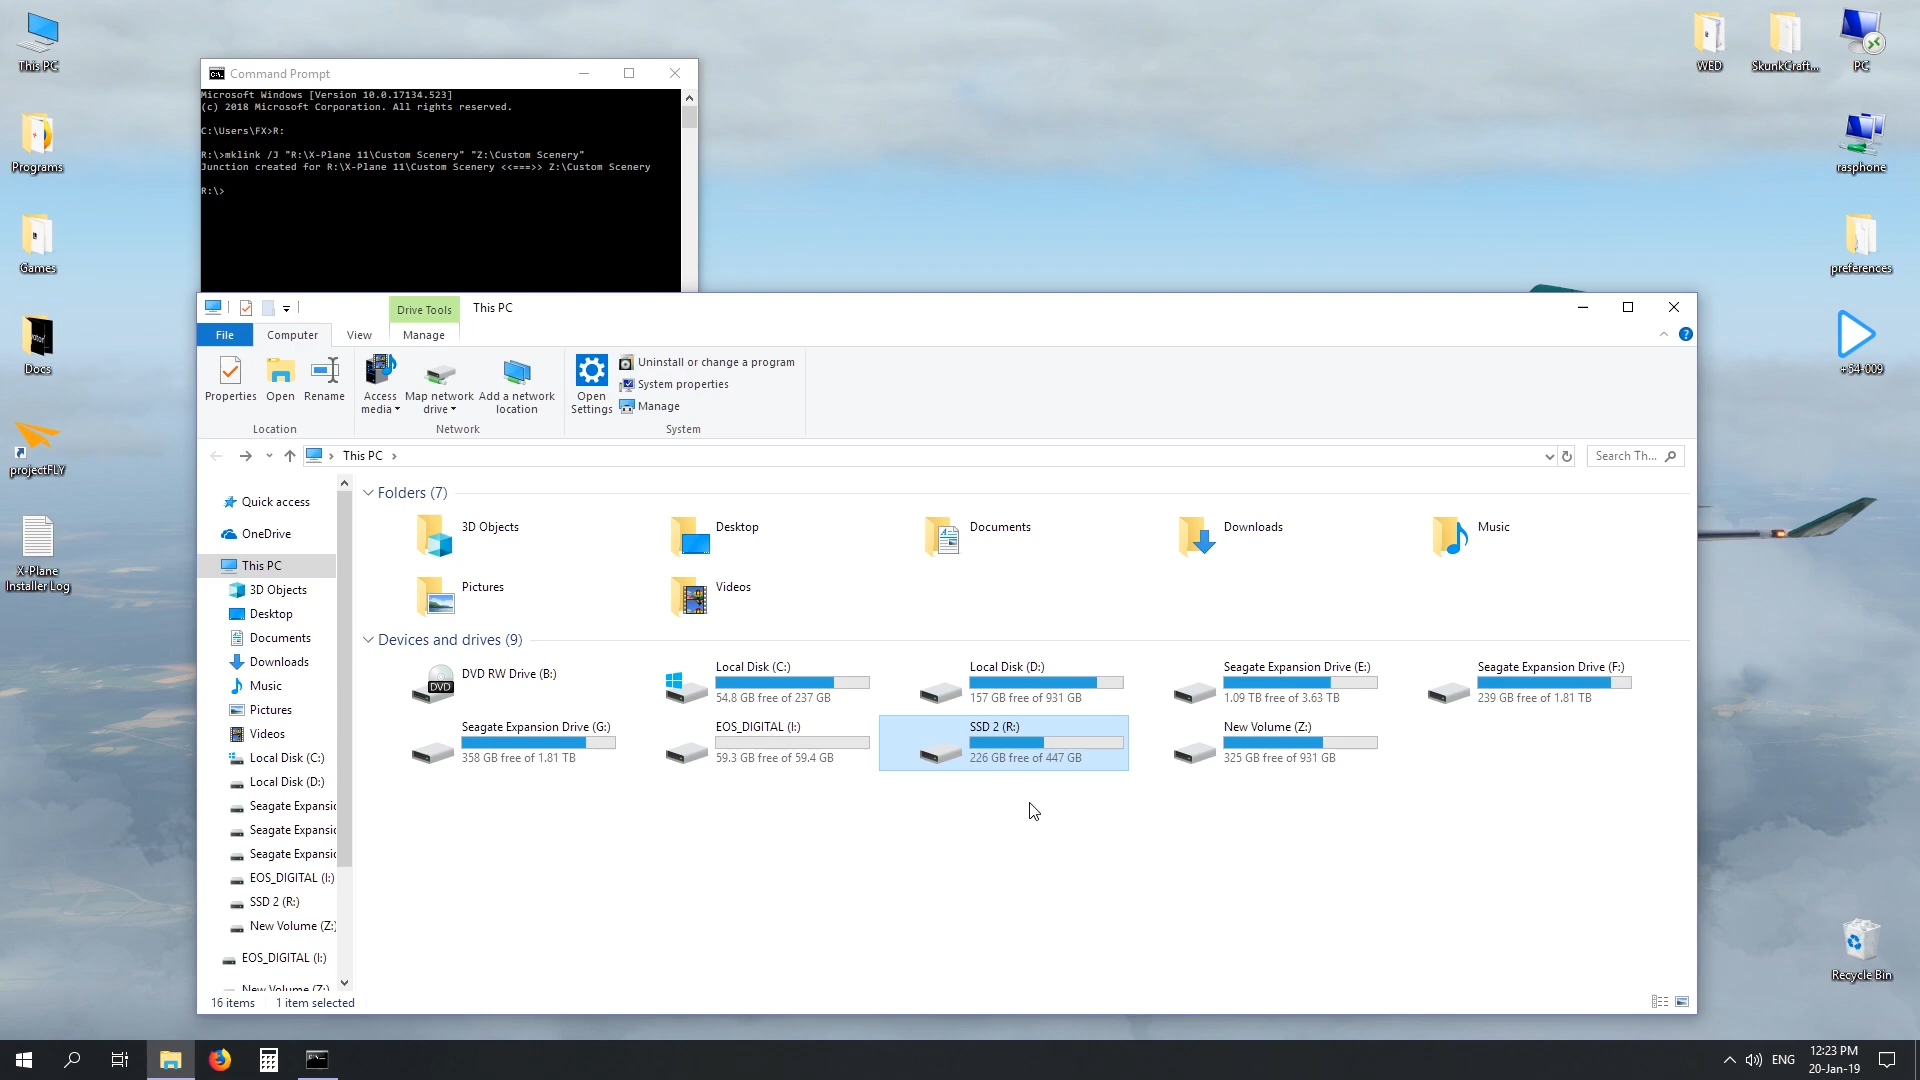 This PC
Programs
Games
Docs
projectFLY
X-Plane
Installer Log
WED
SkunkCraft...
PC
rasphone
preferences
+54-009
Recycle Bin
Command Prompt
Microsoft Windows [Version 10.0.17134.523]
(c) 2018 Microsoft Corporation. All rights reserved.
C:\Users\FX>R:
R:\>mklink /J "R:\X-Plane 11\Custom Scenery" "Z:\Custom Scenery"
Junction created for R:\X-Plane 11\Custom Scenery <<===>> Z:\Custom Scenery
R:\>
Drive Tools
This PC
File
Computer
View
Manage
Properties
Open
Rename
Access
media
Map network
drive
Add a network
location
Open
Settings
Uninstall or change a program
System properties
Manage
Location
Network
System
This PC
Search Th...
Quick access
OneDrive
This PC
3D Objects
Desktop
Documents
Downloads
Music
Pictures
Videos
Local Disk (C:)
Local Disk (D:)
Seagate Expansio
Seagate Expansio
Seagate Expansio
EOS_DIGITAL (I:)
SSD 2 (R:)
New Volume (Z:)
EOS_DIGITAL (I:)
New Volume (Z:)
Folders (7)
3D Objects
Desktop
Documents
Downloads
Music
Pictures
Videos
Devices and drives (9)
DVD RW Drive (B:)
DVD
Local Disk (C:)
54.8 GB free of 237 GB
Local Disk (D:)
157 GB free of 931 GB
Seagate Expansion Drive (E:)
1.09 TB free of 3.63 TB
Seagate Expansion Drive (F:)
239 GB free of 1.81 TB
Seagate Expansion Drive (G:)
358 GB free of 1.81 TB
EOS_DIGITAL (I:)
59.3 GB free of 59.4 GB
SSD 2 (R:)
226 GB free of 447 GB
New Volume (Z:)
325 GB free of 931 GB
16 items
1 item selected
ENG
12:23 PM
20-Jan-19